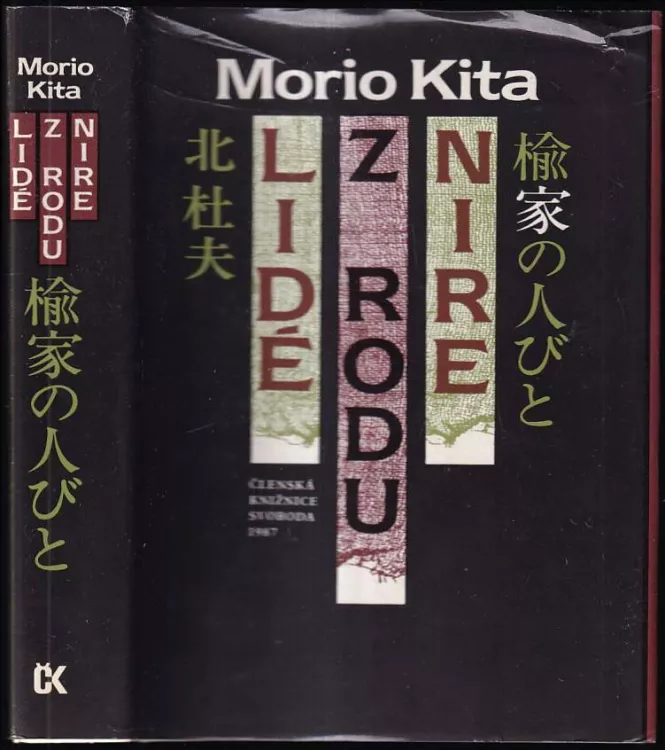 Morio
Kita
LIDÉ
Z RODU
NIRE
楡家の人びと
ČK
Morio Kita
北杜夫
LIDÉ
Z RODU
NIRE
楡家の人びと
ČLENSKÁ
KNIŽNICE
SVOBODA
1987